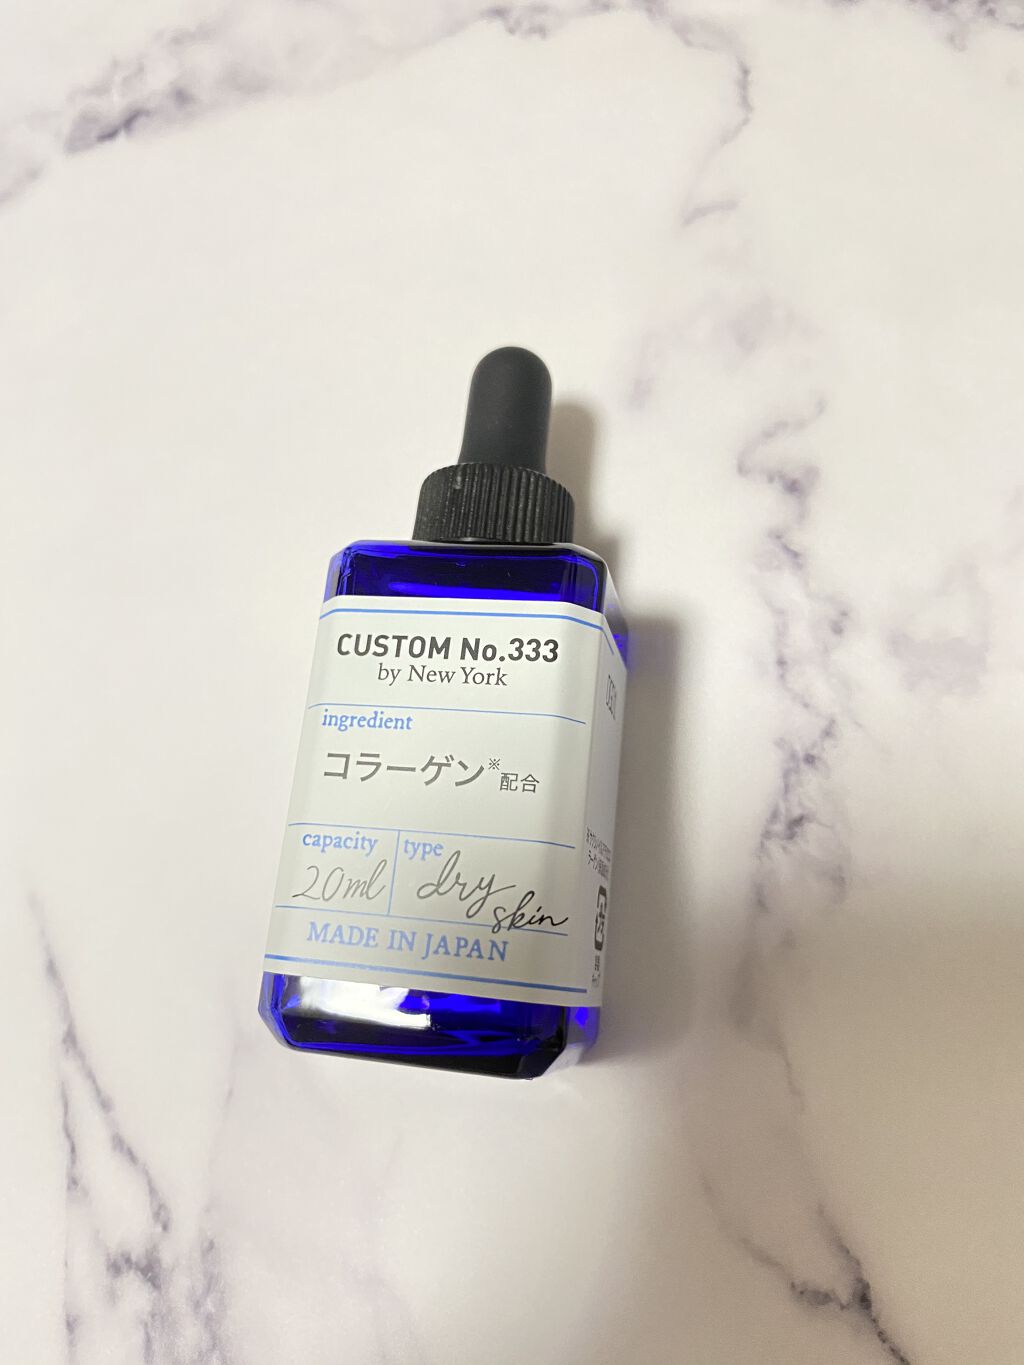 CUSTOM No.333
by New York
ingredient
コラーゲン※配合
capacity
20ml
type
dry
skin
MADE IN JAPAN